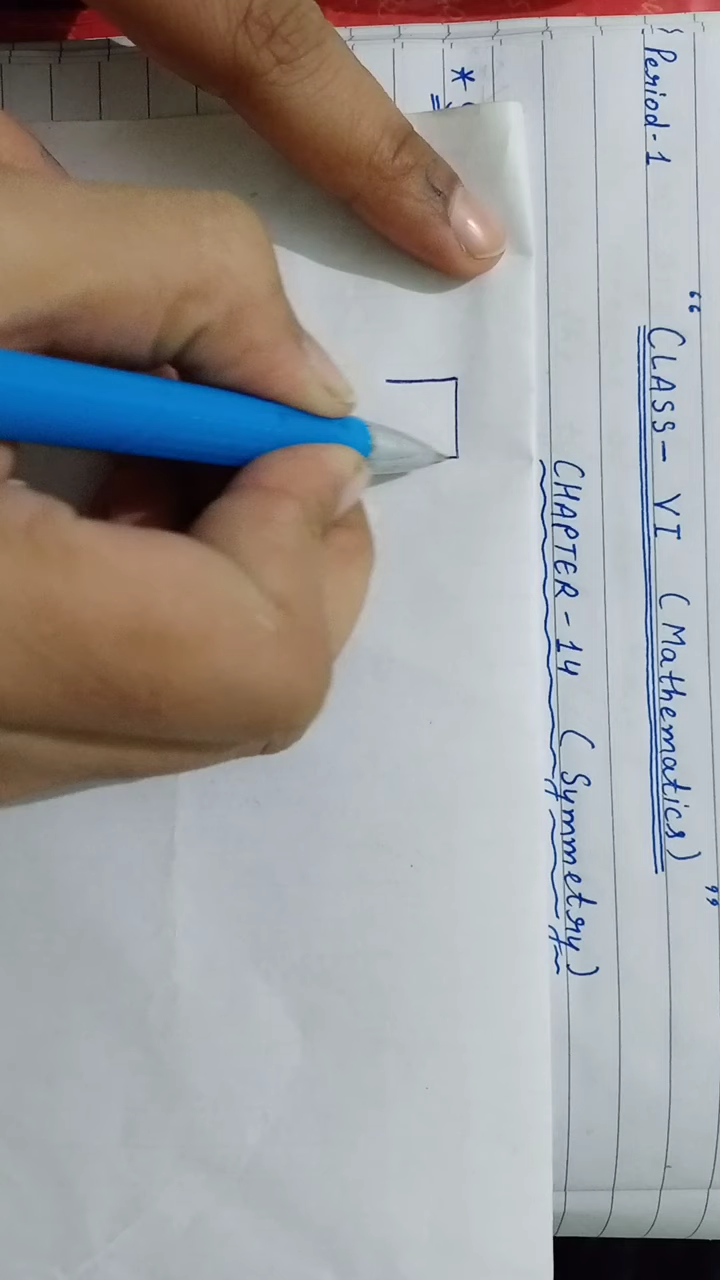 { Period-1
“ CLASS- VI ( Mathematics) ”
CHAPTER - 14 ( Symmetry)
*